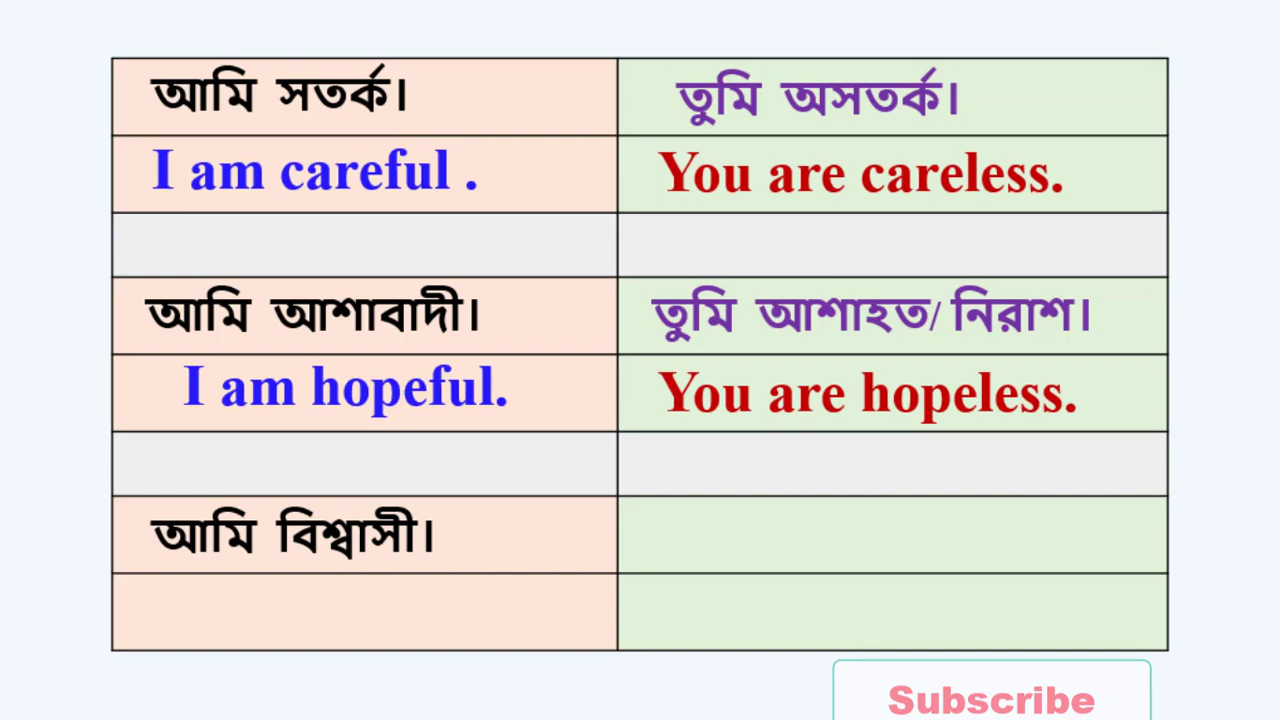 আমি সতর্ক।
তুমি অসতর্ক।
I am careful .
You are careless.
আমি আশাবাদী।
তুমি আশাহত/ নিরাশ।
I am hopeful.
You are hopeless.
আমি বিশ্বাসী।
Subscribe